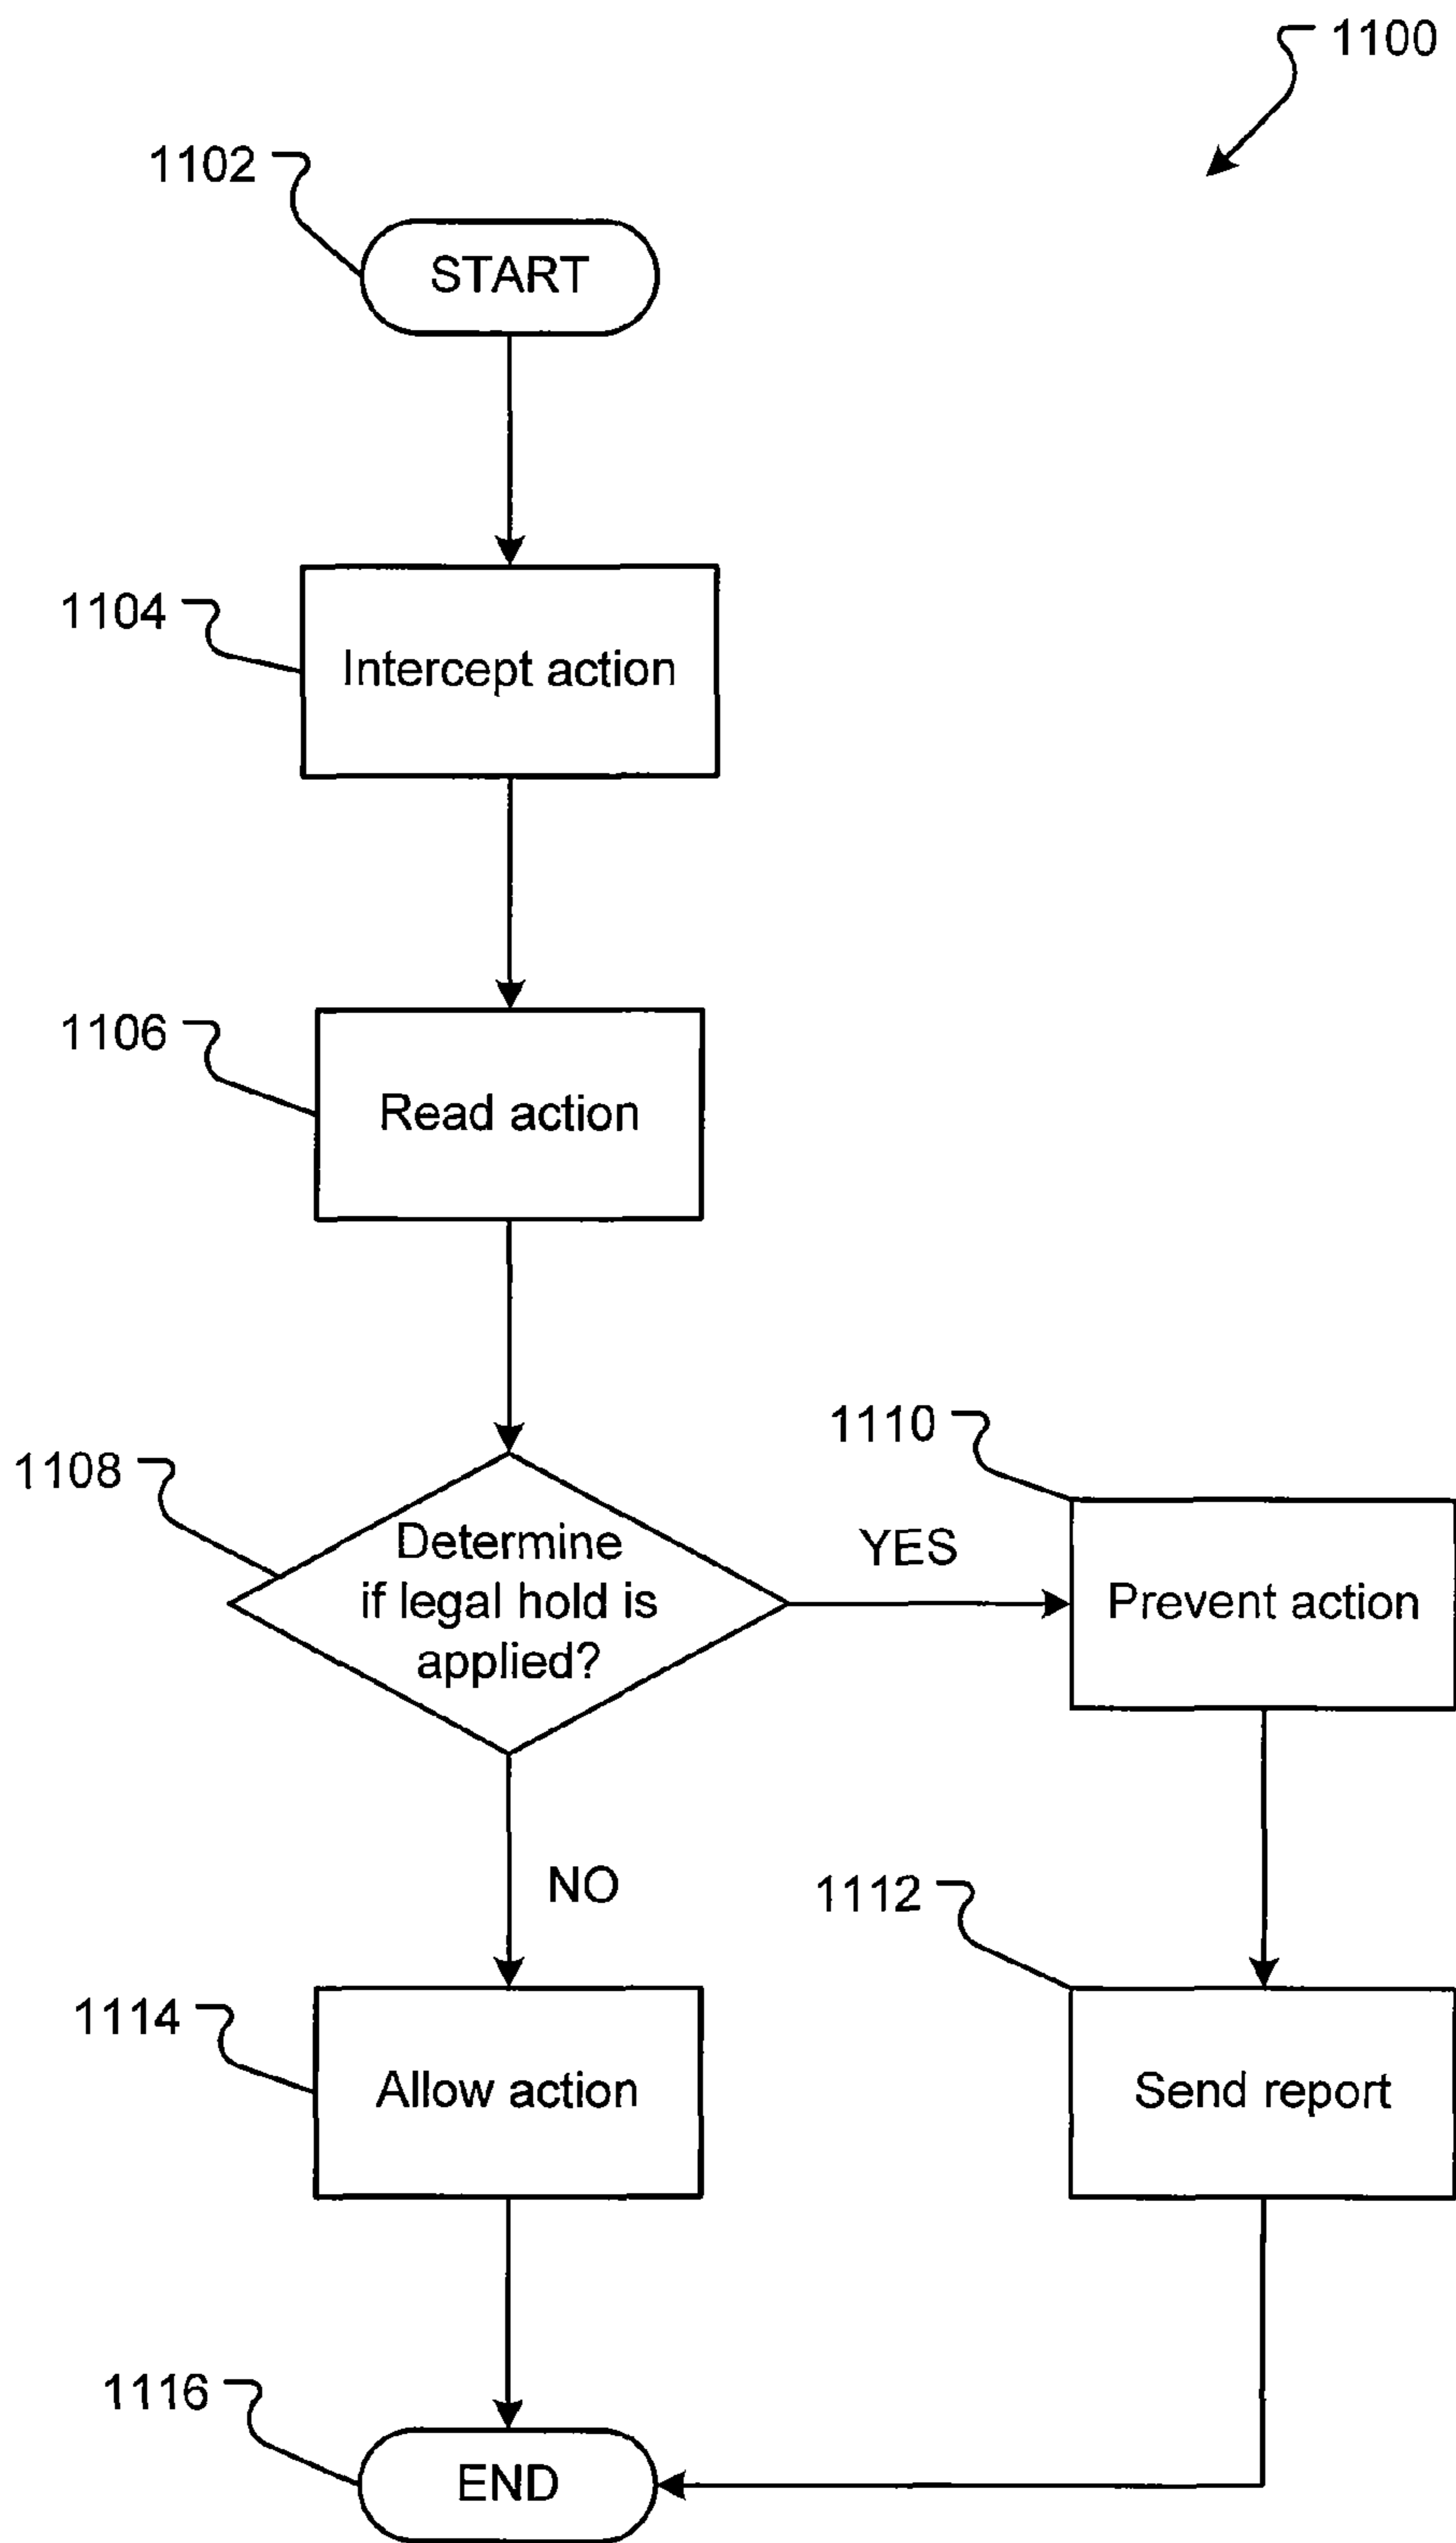 1100
1102
START
1104
Intercept action
1106
Read action
1108
Determine
if legal hold is
applied?
YES
1110
Prevent action
NO
1112
Send report
1114
Allow action
1116
END